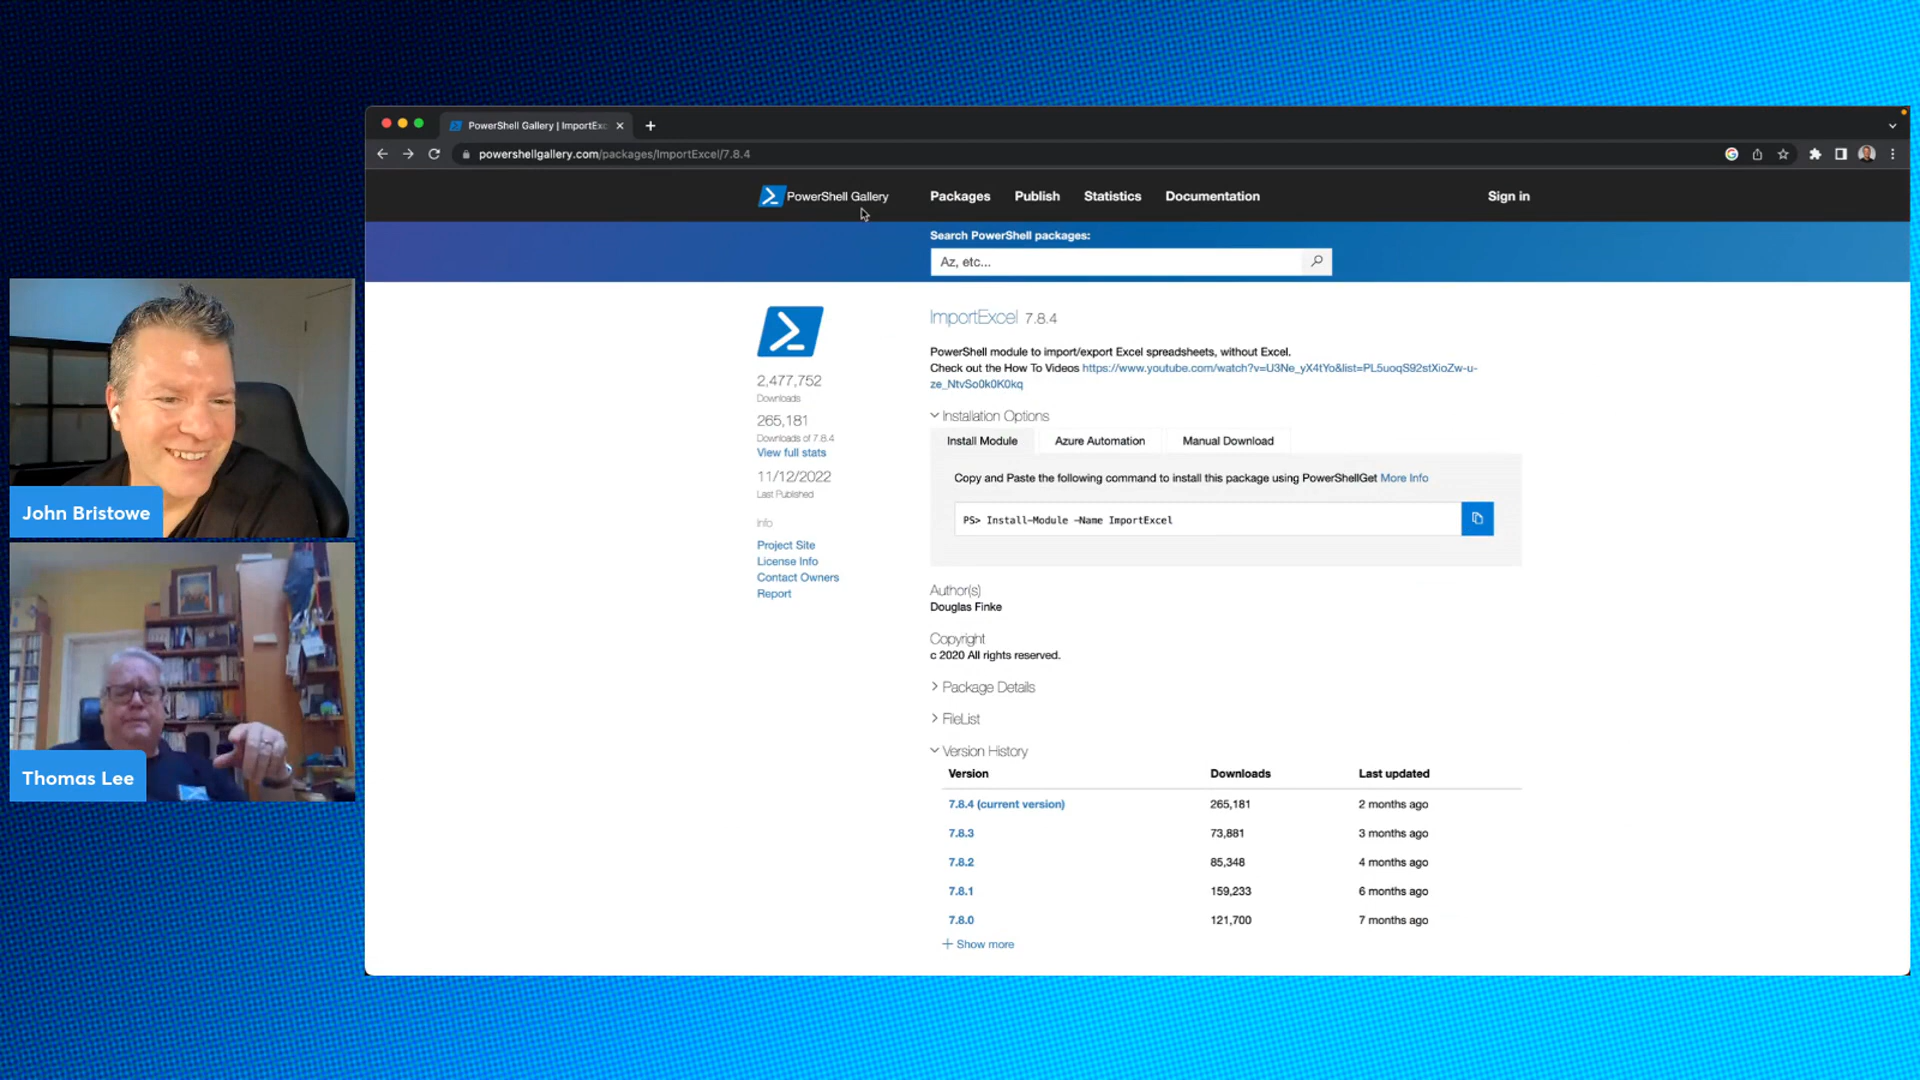 PowerShell Gallery | ImportExc
powershellgallery.com/packages/ImportExcel/7.8.4
PowerShell Gallery
Packages
Publish
Statistics
Documentation
Sign in
Search PowerShell packages:
Az, etc...
2,477,752
Downloads
265,181
Downloads of 7.8.4
View full stats
11/12/2022
Last Published
Info
Project Site
License Info
Contact Owners
Report
ImportExcel 7.8.4
PowerShell module to import/export Excel spreadsheets, without Excel.
Check out the How To Videos https://www.youtube.com/watch?v=U3Ne_yX4tYo&list=PL5uoqS92stXioZw-u-
ze_NtvSo0k0K0kq
Installation Options
Install Module
Azure Automation
Manual Download
Copy and Paste the following command to install this package using PowerShellGet More Info
PS> Install-Module -Name ImportExcel
Author(s)
Douglas Finke
Copyright
c 2020 All rights reserved.
Package Details
FileList
Version History
Version Downloads Last updated
7.8.4 (current version) 265,181 2 months ago
7.8.3 73,881 3 months ago
7.8.2 85,348 4 months ago
7.8.1 159,233 6 months ago
7.8.0 121,700 7 months ago
+ Show more
John Bristowe
Thomas Lee